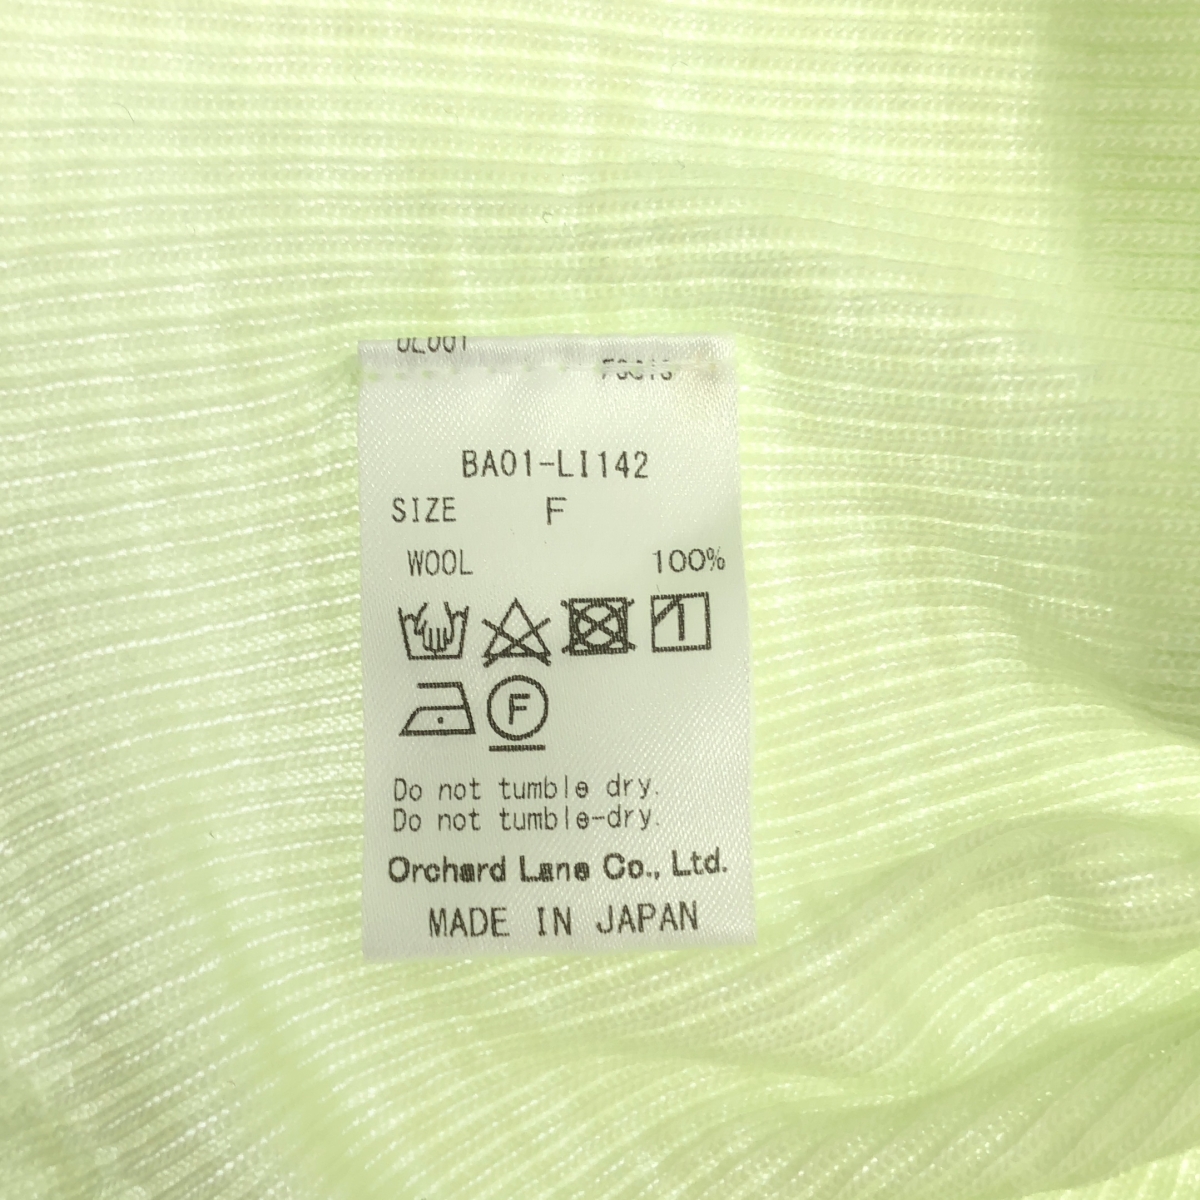 BA01-LI142
SIZE F
WOOL 100%
F
Do not tumble dry.
Do not tumble-dry.
Orchard Lane Co., Ltd.
MADE IN JAPAN